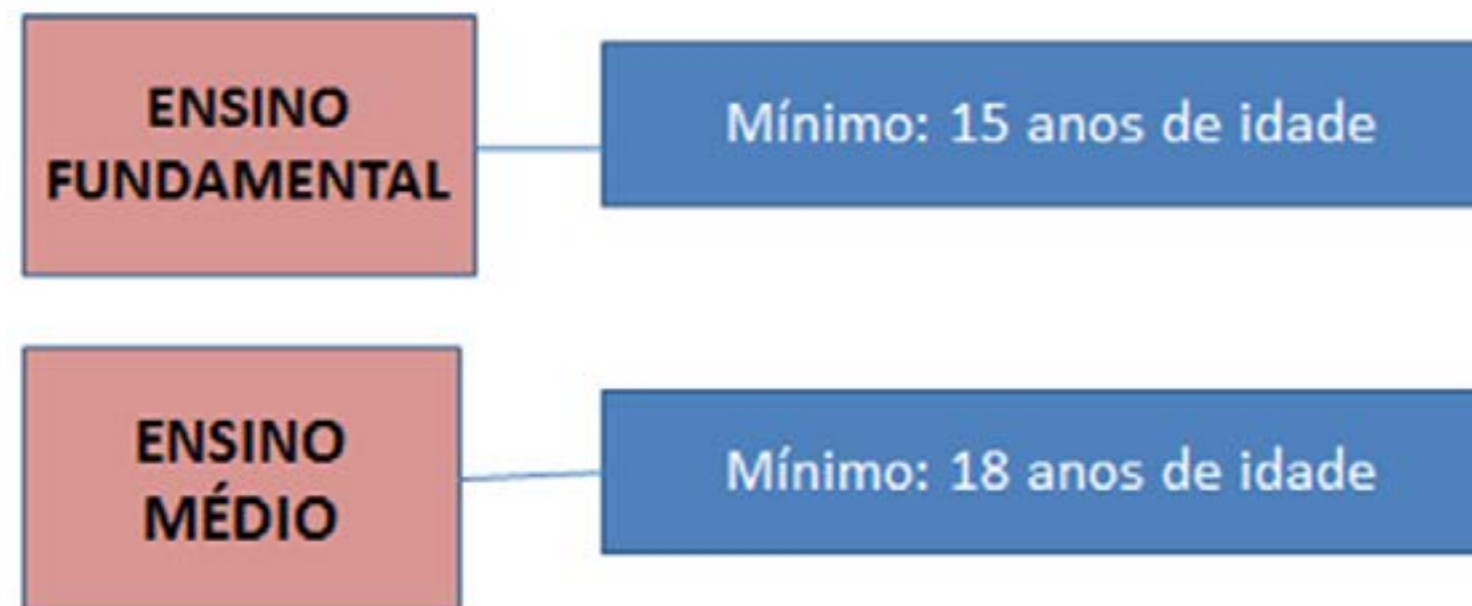 ENSINO
FUNDAMENTAL
Mínimo: 15 anos de idade
ENSINO
MÉDIO
Mínimo: 18 anos de idade